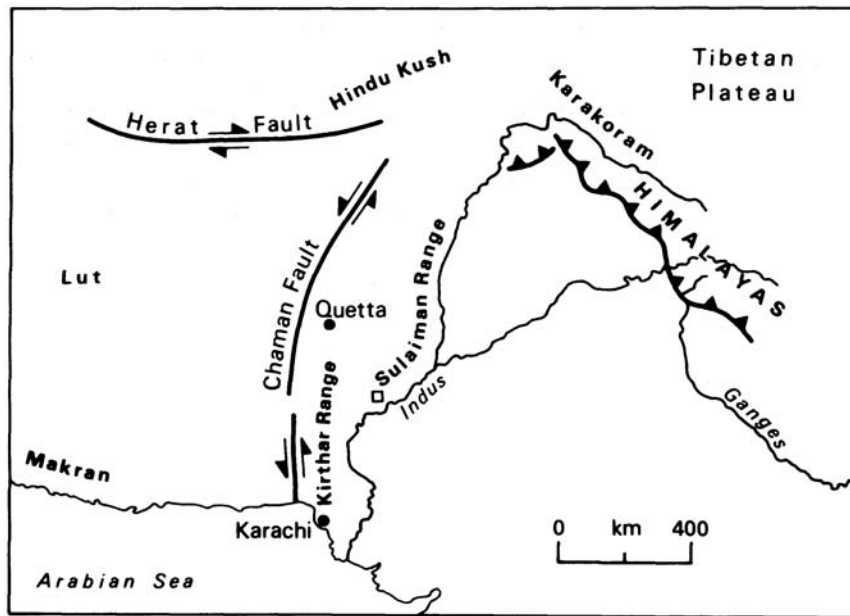 Tibetan
Plateau
Hindu Kush
Karakoram
Herat Fault
HIMALAYAS
Lut
Chaman Fault
Quetta
Sulaiman Range
Indus
Ganges
Kirthar Range
Makran
Karachi
0 km 400
Arabian Sea